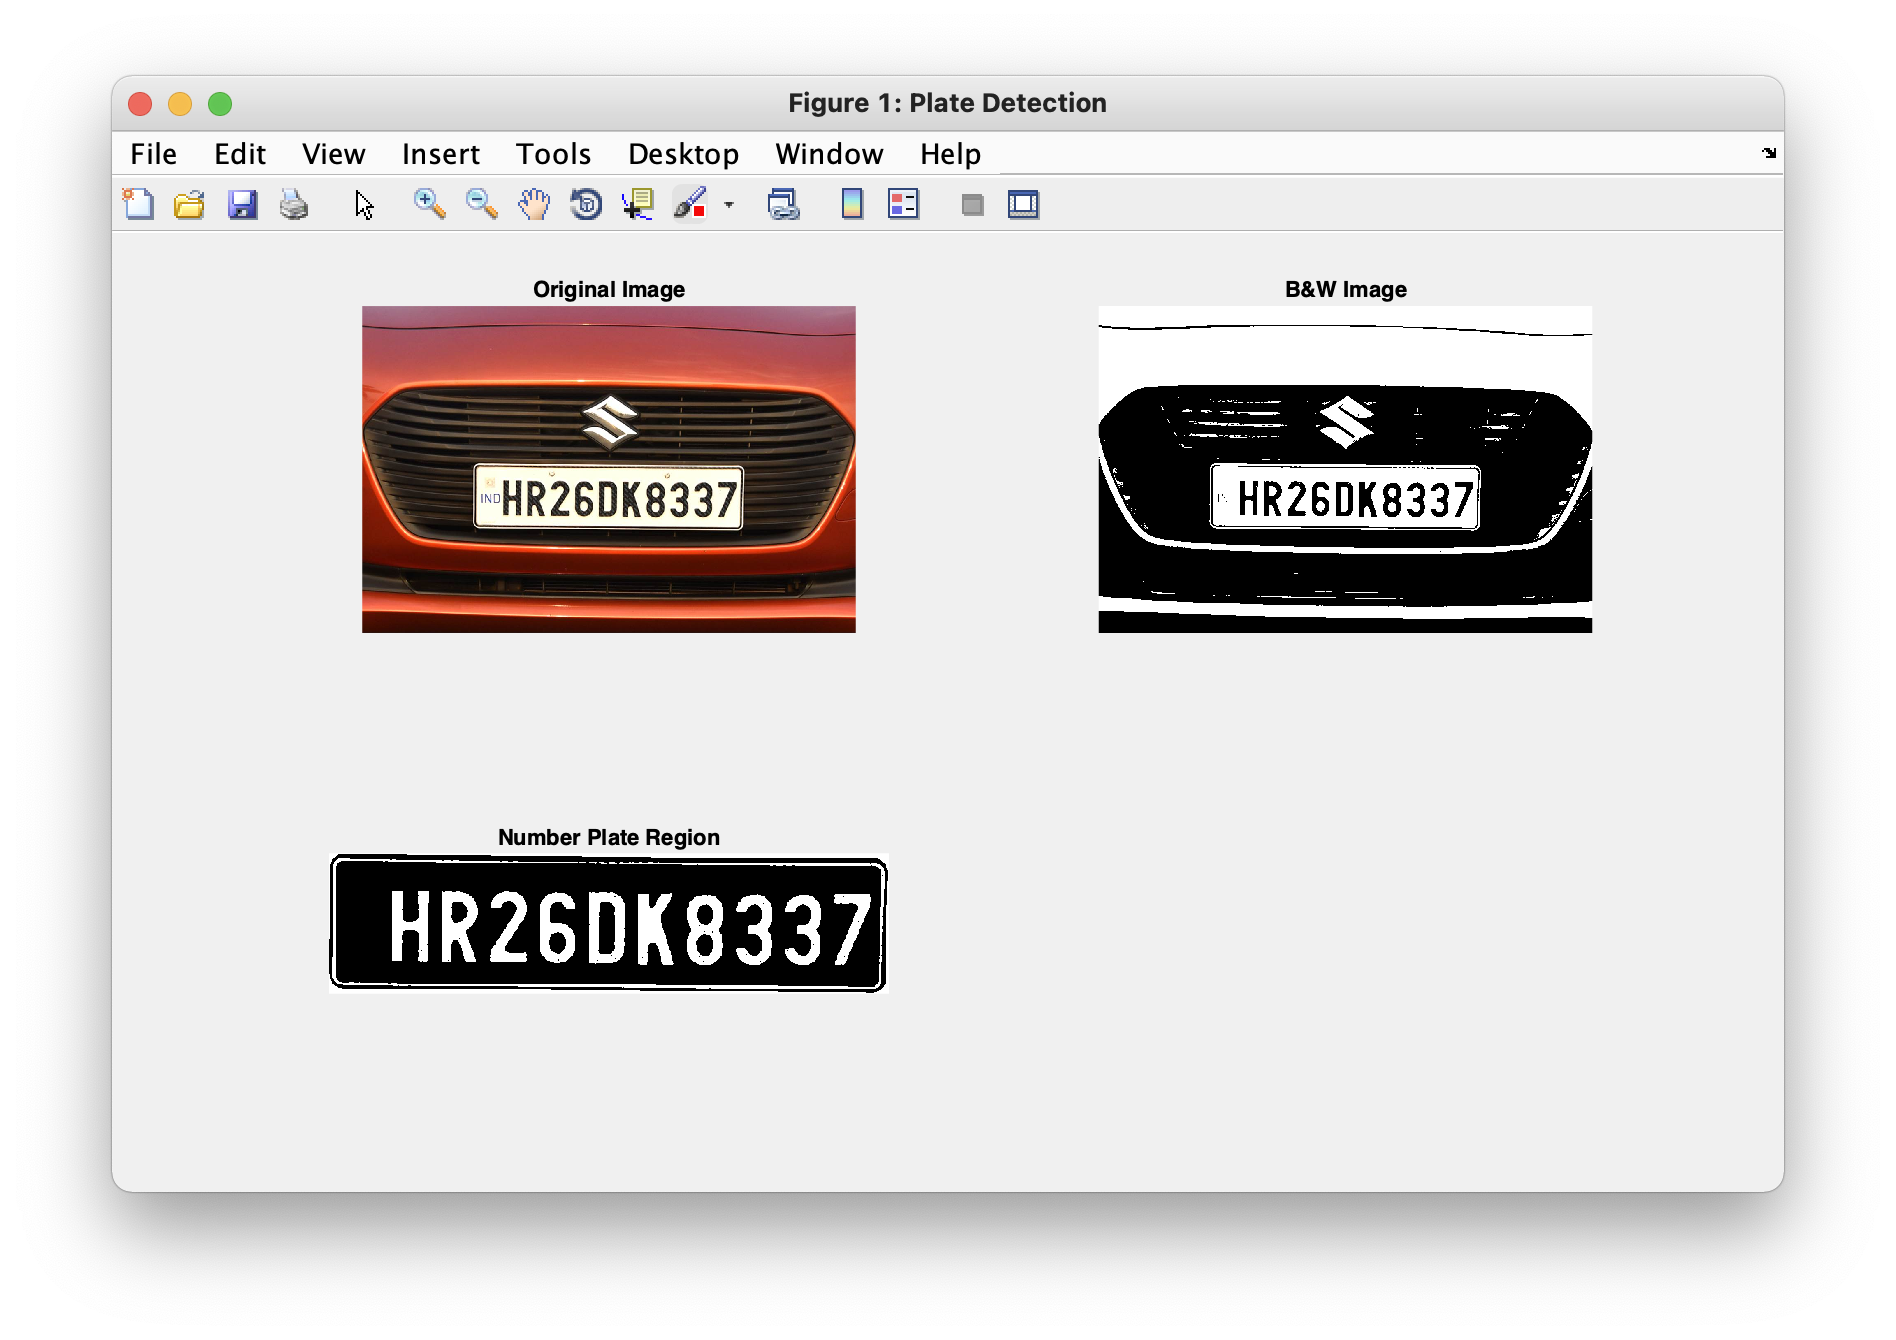 Figure 1: Plate Detection
File Edit View Insert Tools Desktop Window Help
Original Image
IND HR26DK8337
B&W Image
HR26DK8337
Number Plate Region
HR26DK8337